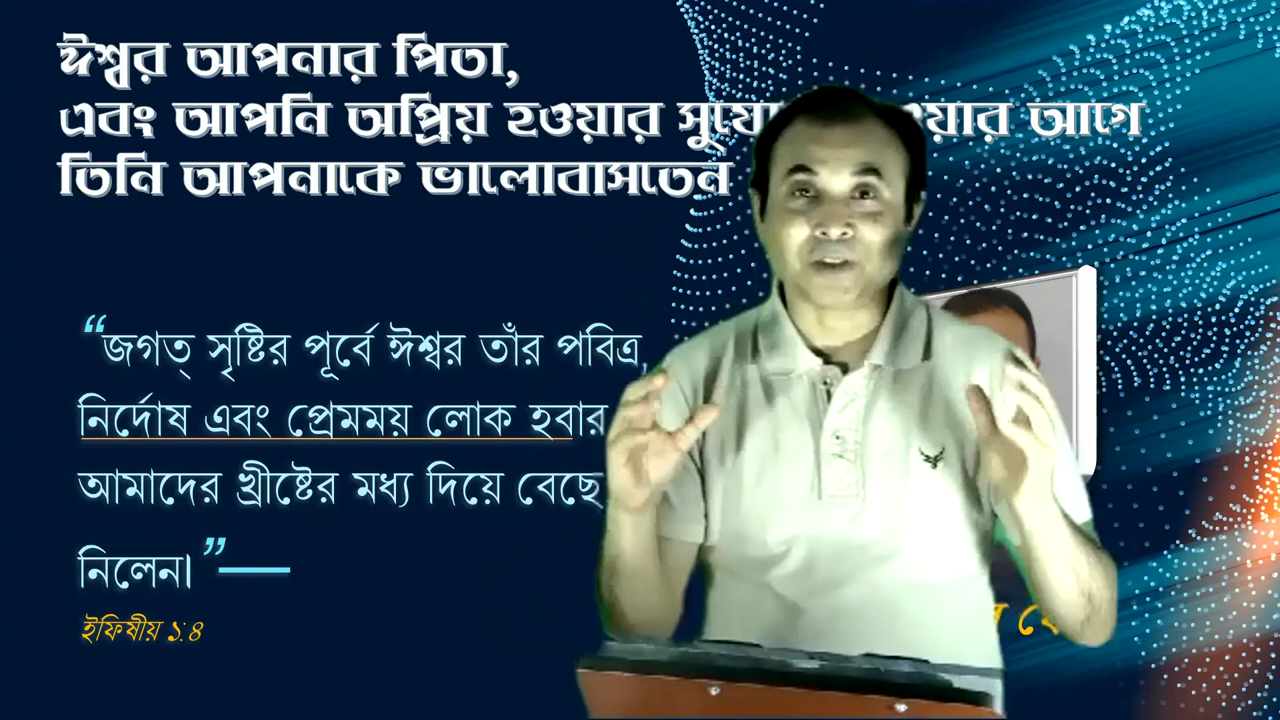 ঈশ্বর আপনার পিতা,
এবং আপনি অপ্রিয় হওয়ার আগে
তিনি আপনাকে ভালোবাসতেন
“জগত্ সৃষ্টির পূর্বে ঈশ্বর তাঁর পবিত্র,
নির্দোষ এবং প্রেমময় লোক হবার
আমাদের খ্রীষ্টের মধ্য দিয়ে বেছে
নিলেন।”—
ইফিষীয় ১:৪